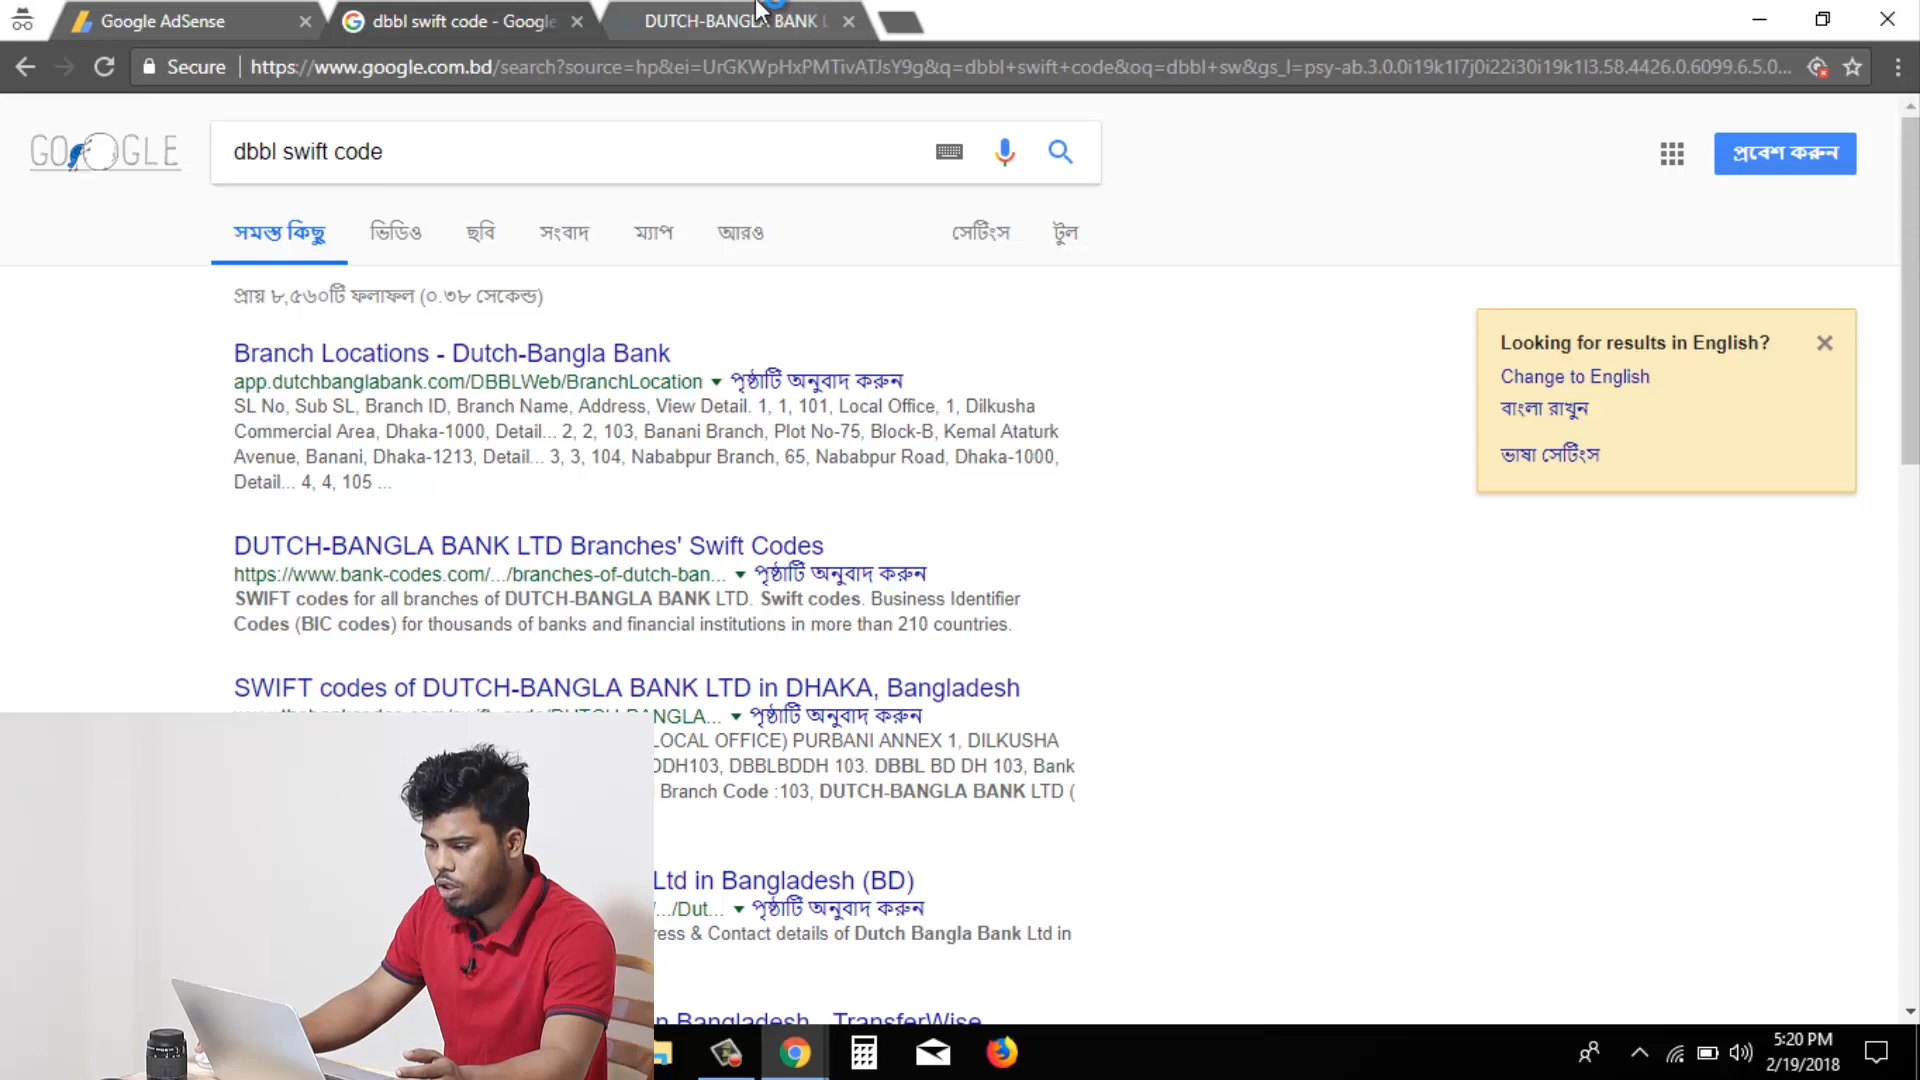 Google AdSense
dbbl swift code - Google
DUTCH-BANGLA BANK L
Secure
https://www.google.com.bd/search?source=hp&ei=UrGKWpHxPMTivATJsY9g&q=dbbl+swift+code&oq=dbbl+sw&gs_l=psy-ab.3.0.0i19k1l7j0i22i30i19k1l3.58.4426.0.6099.6.5.0...
GOOGLE
dbbl swift code
প্রবেশ করুন
সমস্ত কিছু
ভিডিও
ছবি
সংবাদ
ম্যাপ
আরও
সেটিংস
টুল
প্রায় ৮,৫৬০টি ফলাফল (০.৩৮ সেকেন্ড)
Branch Locations - Dutch-Bangla Bank
app.dutchbanglabank.com/DBBLWeb/BranchLocation ▼ পৃষ্ঠাটি অনুবাদ করুন
SL No, Sub SL, Branch ID, Branch Name, Address, View Detail. 1, 1, 101, Local Office, 1, Dilkusha
Commercial Area, Dhaka-1000, Detail... 2, 2, 103, Banani Branch, Plot No-75, Block-B, Kemal Ataturk
Avenue, Banani, Dhaka-1213, Detail... 3, 3, 104, Nababpur Branch, 65, Nababpur Road, Dhaka-1000,
Detail... 4, 4, 105 ...
Looking for results in English?
Change to English
বাংলা রাখুন
ভাষা সেটিংস
DUTCH-BANGLA BANK LTD Branches' Swift Codes
https://www.bank-codes.com/.../branches-of-dutch-ban... ▼ পৃষ্ঠাটি অনুবাদ করুন
SWIFT codes for all branches of DUTCH-BANGLA BANK LTD. Swift codes. Business Identifier
Codes (BIC codes) for thousands of banks and financial institutions in more than 210 countries.
SWIFT codes of DUTCH-BANGLA BANK LTD in DHAKA, Bangladesh
NGLA... ▼ পৃষ্ঠাটি অনুবাদ করুন
LOCAL OFFICE) PURBANI ANNEX 1, DILKUSHA
DDH103, DBBLBDDH 103. DBBL BD DH 103, Bank
Branch Code :103, DUTCH-BANGLA BANK LTD (
Ltd in Bangladesh (BD)
/.../Dut... ▼ পৃষ্ঠাটি অনুবাদ করুন
ress & Contact details of Dutch Bangla Bank Ltd in
n Bangladesh - TransferWise
5:20 PM
2/19/2018